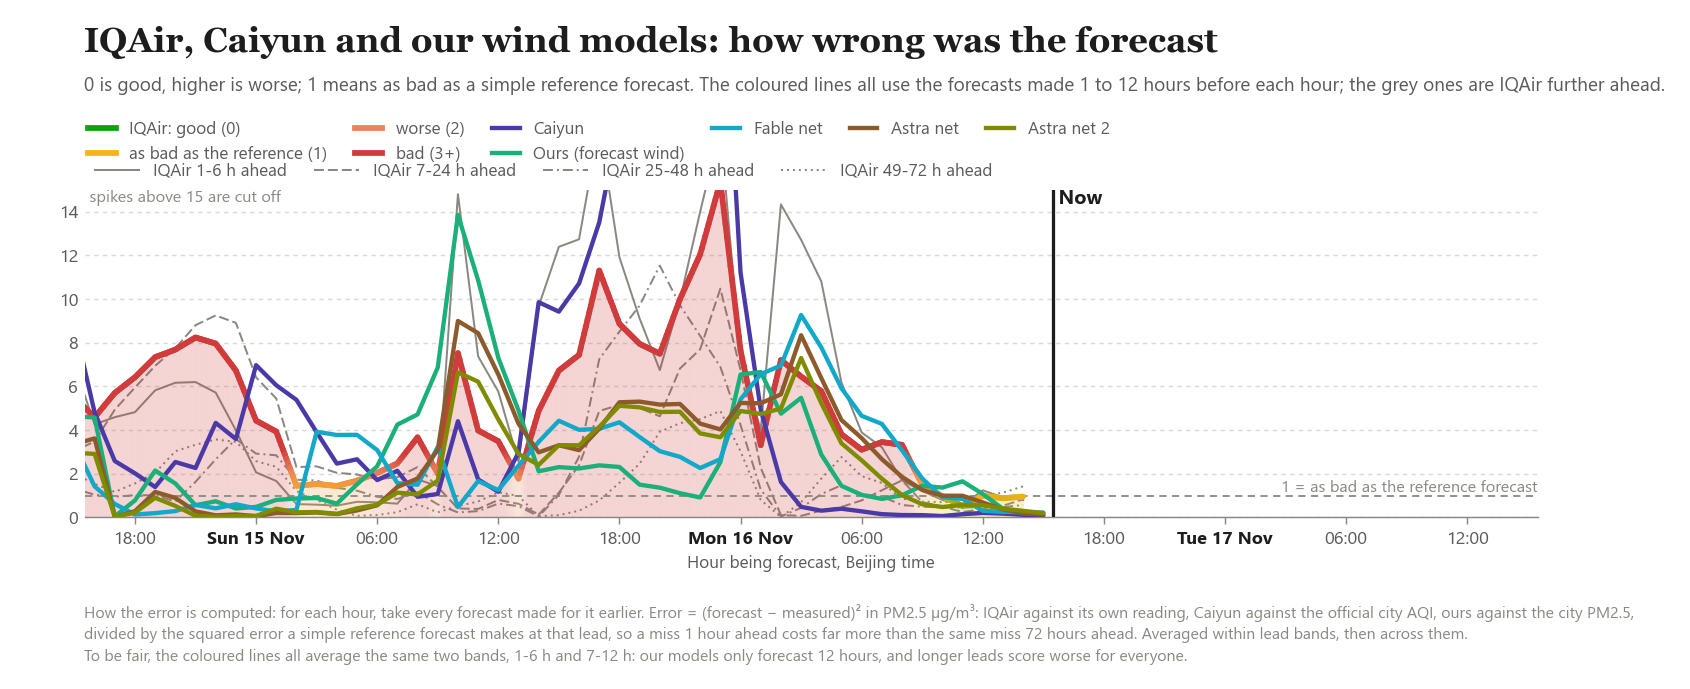 IQAir, Caiyun and our wind models: how wrong was the forecast
0 is good, higher is worse; 1 means as bad as a simple reference forecast. The coloured lines all use the forecasts made 1 to 12 hours before each hour; the grey ones are IQAir further ahead.
IQAir: good (0) worse (2) Caiyun Fable net Astra net Astra net 2
as bad as the reference (1) bad (3+) Ours (forecast wind)
IQAir 1-6 h ahead IQAir 7-24 h ahead IQAir 25-48 h ahead IQAir 49-72 h ahead
spikes above 15 are cut off
Now
14
12
10
8
6
4
2
1 = as bad as the reference forecast
0
18:00 Sun 15 Nov 06:00 12:00 18:00 Mon 16 Nov 06:00 12:00 18:00 Tue 17 Nov 06:00 12:00
Hour being forecast, Beijing time
How the error is computed: for each hour, take every forecast made for it earlier. Error = (forecast − measured)² in PM2.5 µg/m³: IQAir against its own reading, Caiyun against the official city AQI, ours against the city PM2.5,
divided by the squared error a simple reference forecast makes at that lead, so a miss 1 hour ahead costs far more than the same miss 72 hours ahead. Averaged within lead bands, then across them.
To be fair, the coloured lines all average the same two bands, 1-6 h and 7-12 h: our models only forecast 12 hours, and longer leads score worse for everyone.